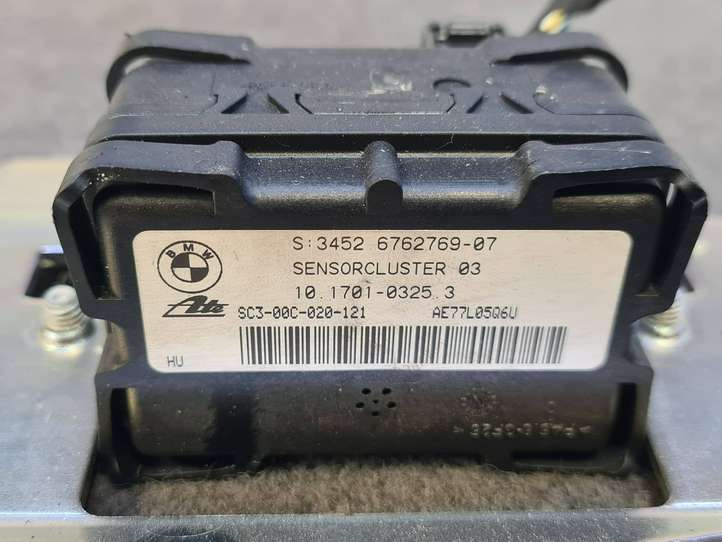 BMW
S:3452 6762769-07
SENSORCLUSTER 03
Ate
10.1701-0325.3
SC3-00C-020-121 AE77L05Q6U
HU